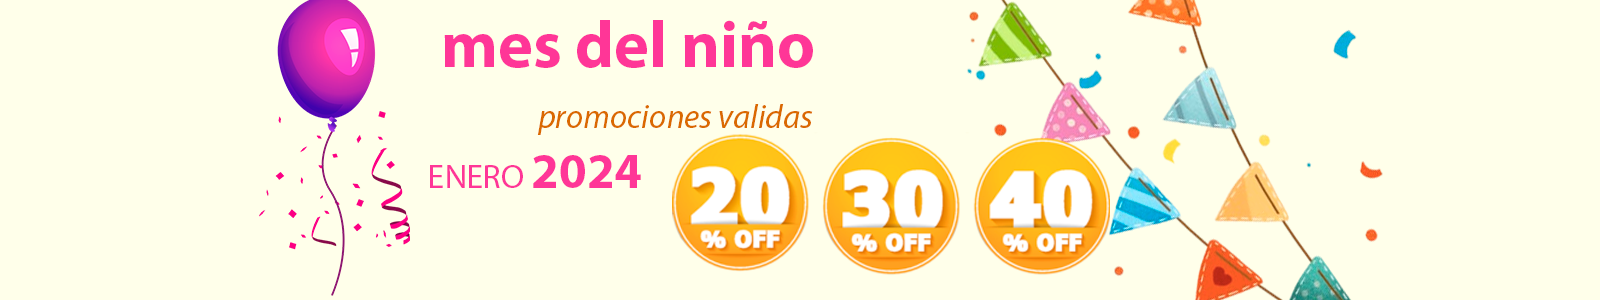 mes del niño
promociones validas
ENERO 2024
20
% OFF
30
% OFF
40
% OFF